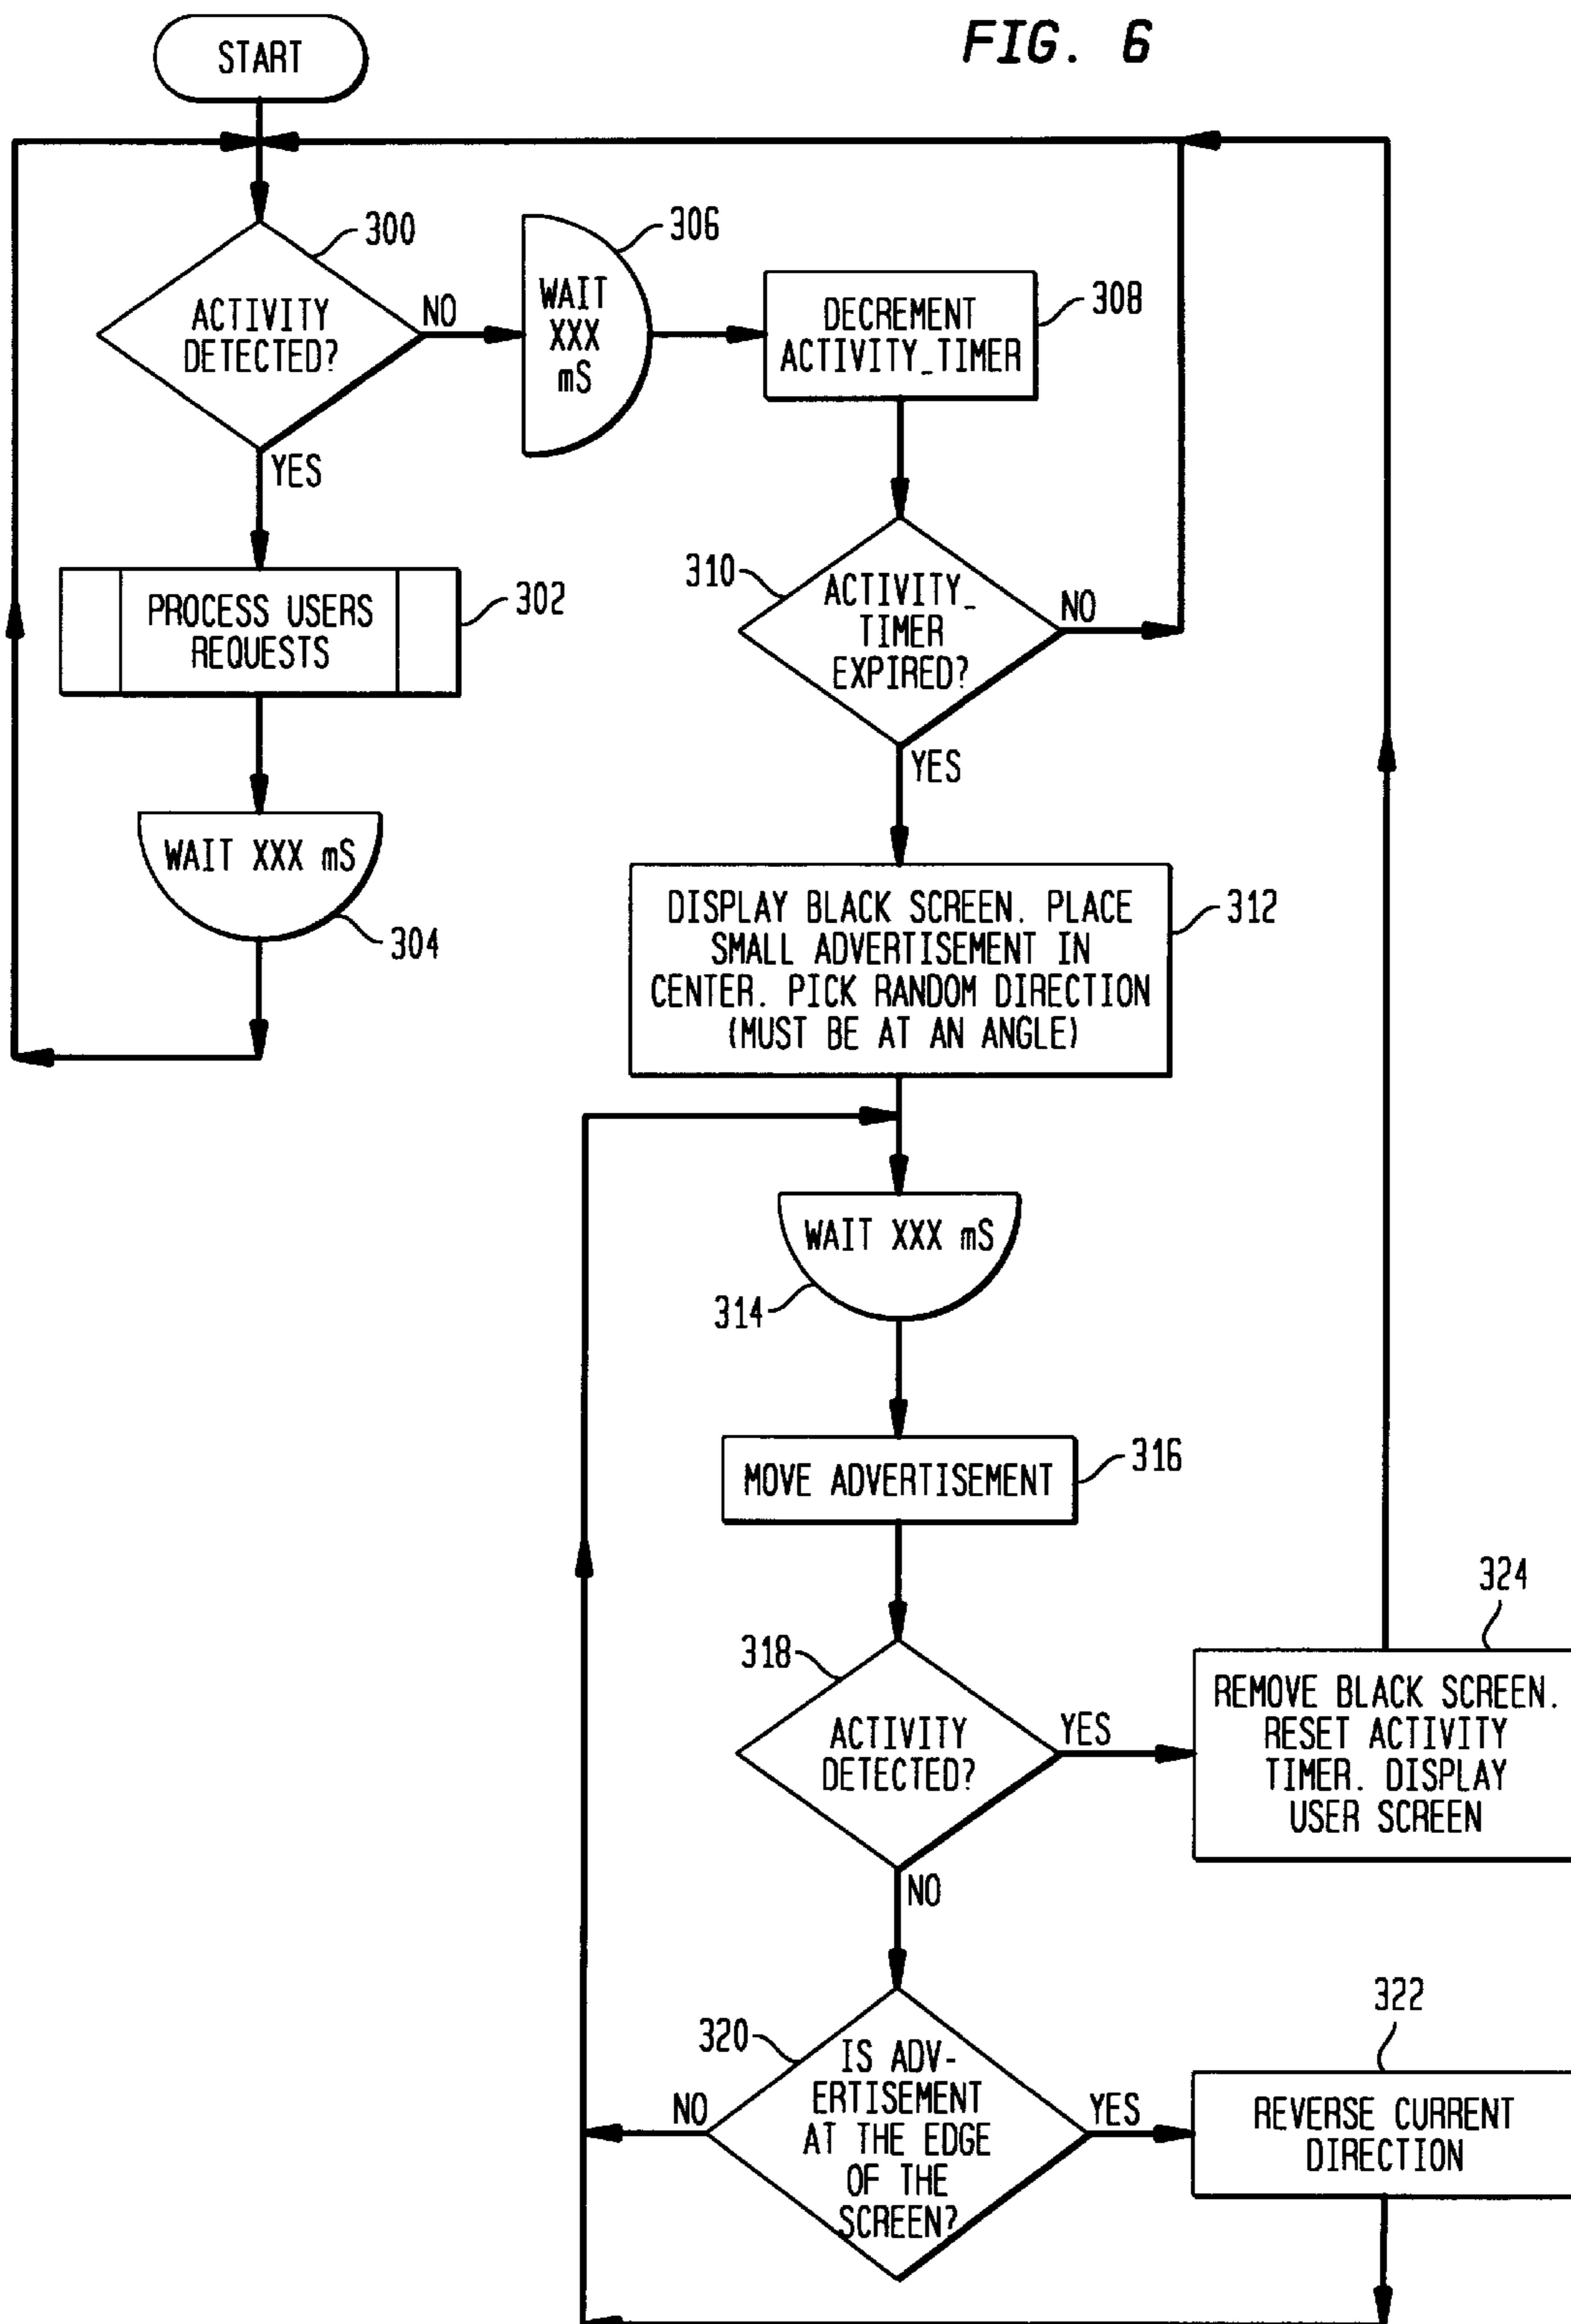 FIG. 6
START
300
ACTIVITY
DETECTED?
NO
YES
306
WAIT
XXX
mS
DECREMENT
ACTIVITY_TIMER
308
PROCESS USERS
REQUESTS
302
WAIT XXX mS
304
310
ACTIVITY_
TIMER
EXPIRED?
NO
YES
DISPLAY BLACK SCREEN. PLACE
SMALL ADVERTISEMENT IN
CENTER. PICK RANDOM DIRECTION
(MUST BE AT AN ANGLE)
312
WAIT XXX mS
314
MOVE ADVERTISEMENT
316
318
ACTIVITY
DETECTED?
YES
NO
324
REMOVE BLACK SCREEN.
RESET ACTIVITY
TIMER. DISPLAY
USER SCREEN
320
IS ADV-
ERTISEMENT
AT THE EDGE
OF THE
SCREEN?
NO
YES
322
REVERSE CURRENT
DIRECTION